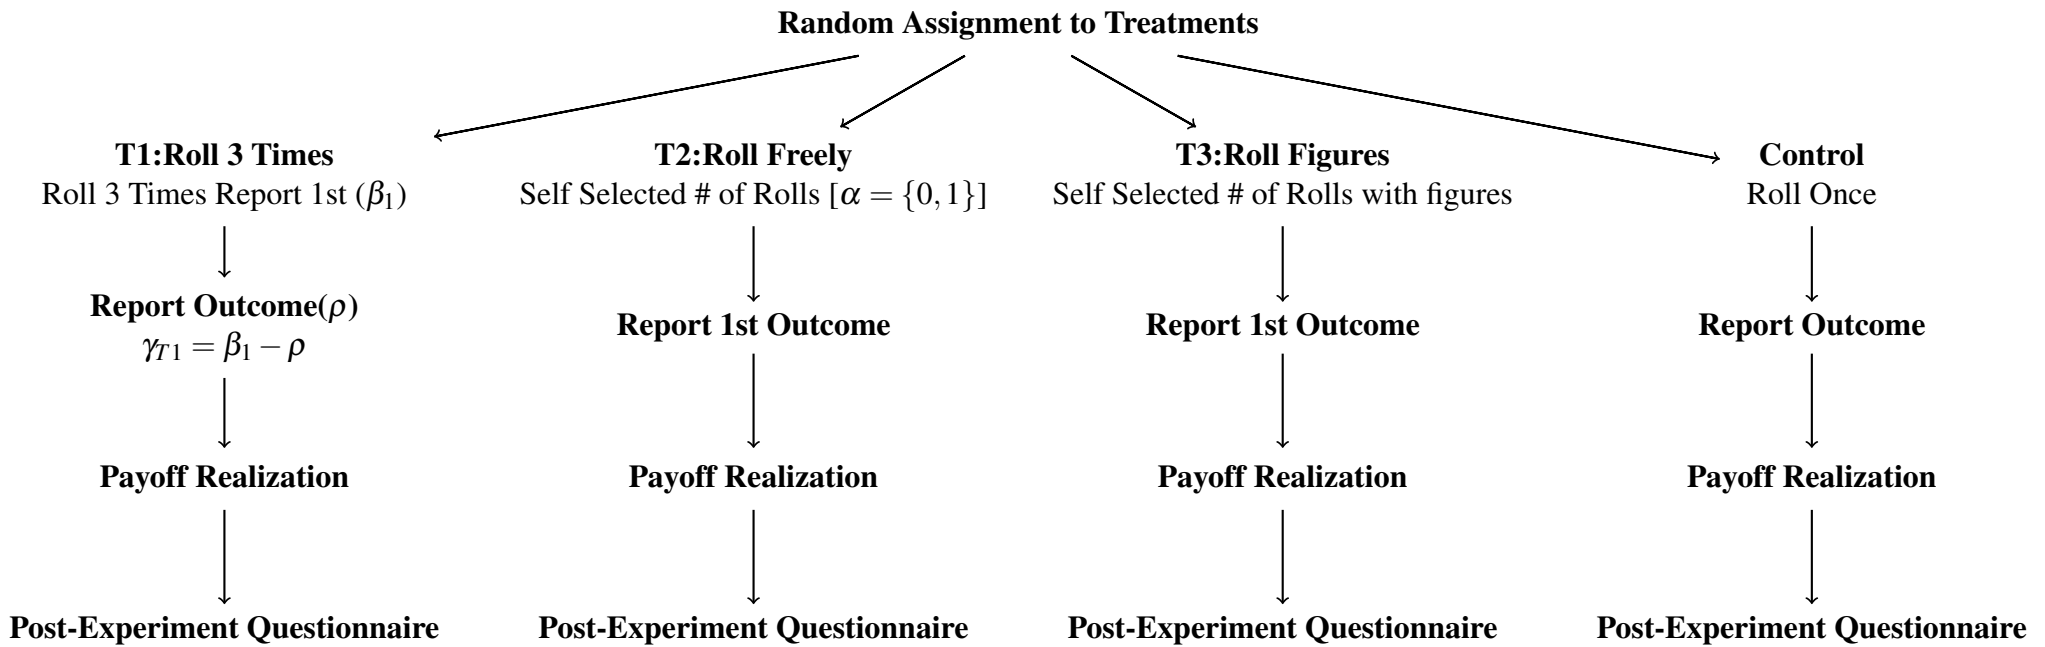 Random Assignment to Treatments
T1:Roll 3 Times
Roll 3 Times Report 1st (β₁)
T2:Roll Freely
Self Selected # of Rolls [α = {0,1}]
T3:Roll Figures
Self Selected # of Rolls with figures
Control
Roll Once
Report Outcome(ρ)
γ_T1 = β₁ − ρ
Report 1st Outcome
Report 1st Outcome
Report Outcome
Payoff Realization
Payoff Realization
Payoff Realization
Payoff Realization
Post-Experiment Questionnaire
Post-Experiment Questionnaire
Post-Experiment Questionnaire
Post-Experiment Questionnaire